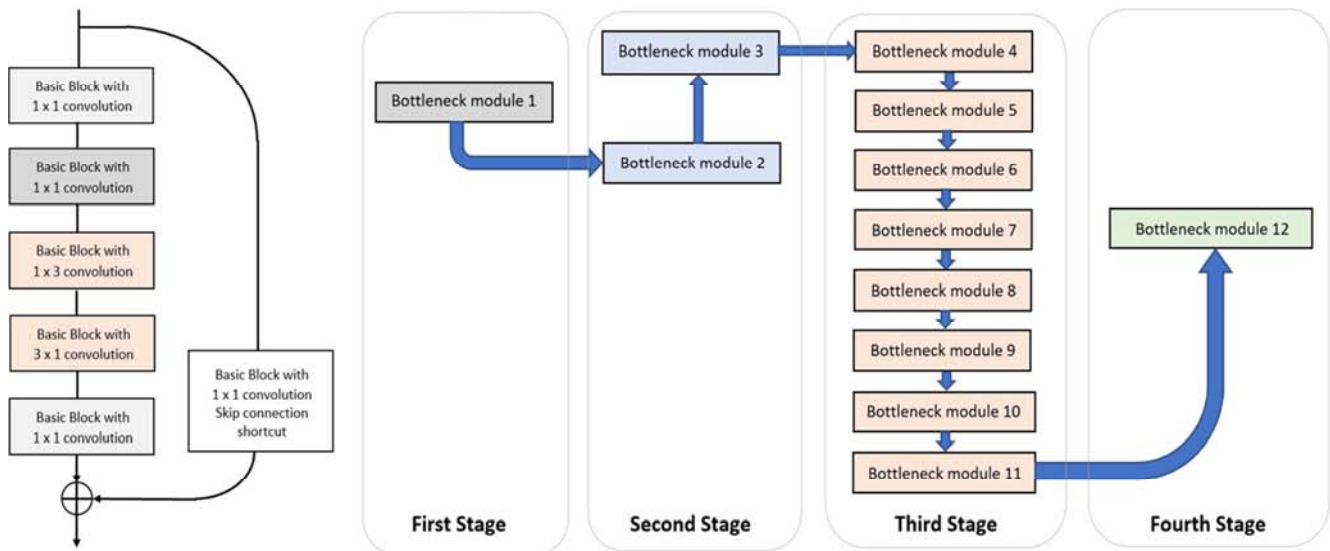 Basic Block with
1 x 1 convolution
Basic Block with
1 x 1 convolution
Basic Block with
1 x 3 convolution
Basic Block with
3 x 1 convolution
Basic Block with
1 x 1 convolution
Basic Block with
1 x 1 convolution
Skip connection
shortcut
Bottleneck module 1
First Stage
Bottleneck module 3
Bottleneck module 2
Second Stage
Bottleneck module 4
Bottleneck module 5
Bottleneck module 6
Bottleneck module 7
Bottleneck module 8
Bottleneck module 9
Bottleneck module 10
Bottleneck module 11
Third Stage
Bottleneck module 12
Fourth Stage